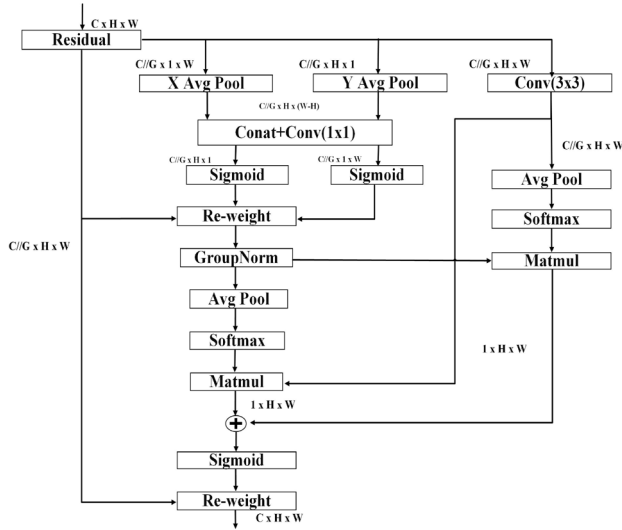 C x H x W
Residual
C//G x 1 x W
C//G x H x 1
C//G x H x W
X Avg Pool
Y Avg Pool
Conv(3x3)
C//G x H x (W-H)
Conat+Conv(1x1)
C//G x H x W
C//G x H x 1
C//G x 1 x W
Sigmoid
Sigmoid
Avg Pool
Re-weight
Softmax
C//G x H x W
GroupNorm
Matmul
Avg Pool
Softmax
1 x H x W
Matmul
1 x H x W
+
Sigmoid
Re-weight
C x H x W